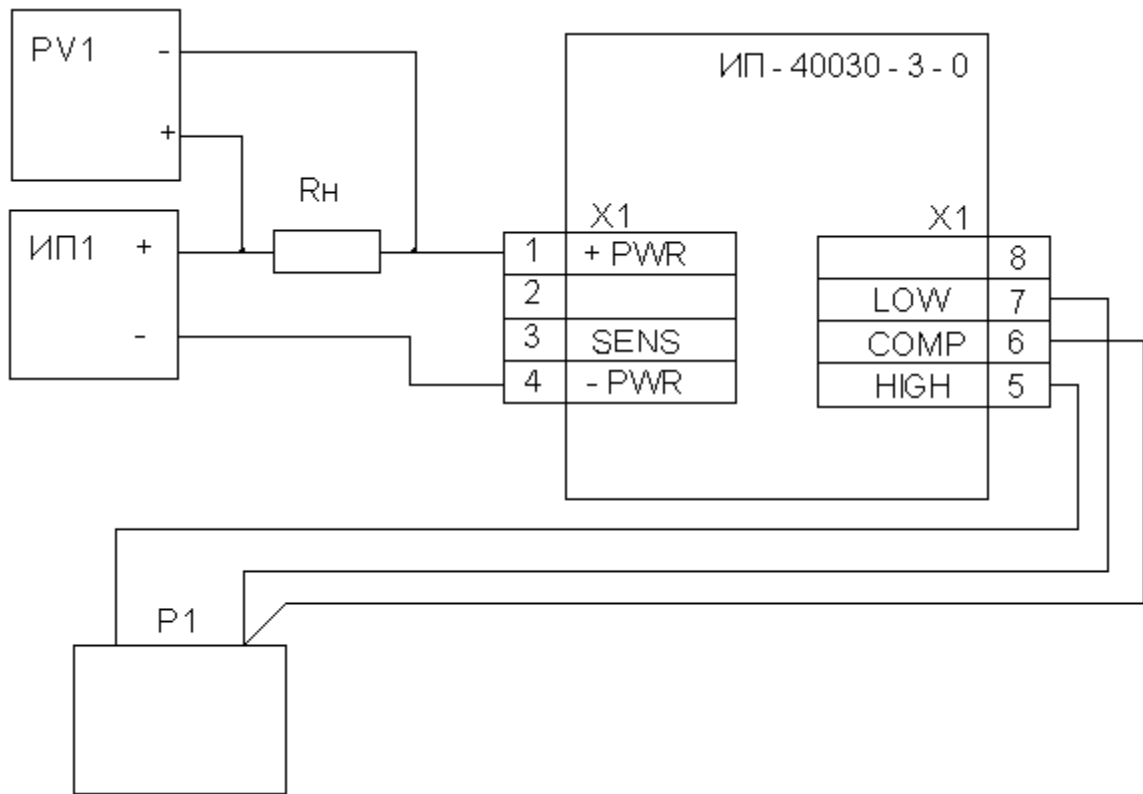 PV1
-
+
ИП1
+
-
Rн
ИП - 40030 - 3 - 0
X1
1 + PWR
2
3 SENS
4 - PWR
X1
8
LOW 7
COMP 6
HIGH 5
P1